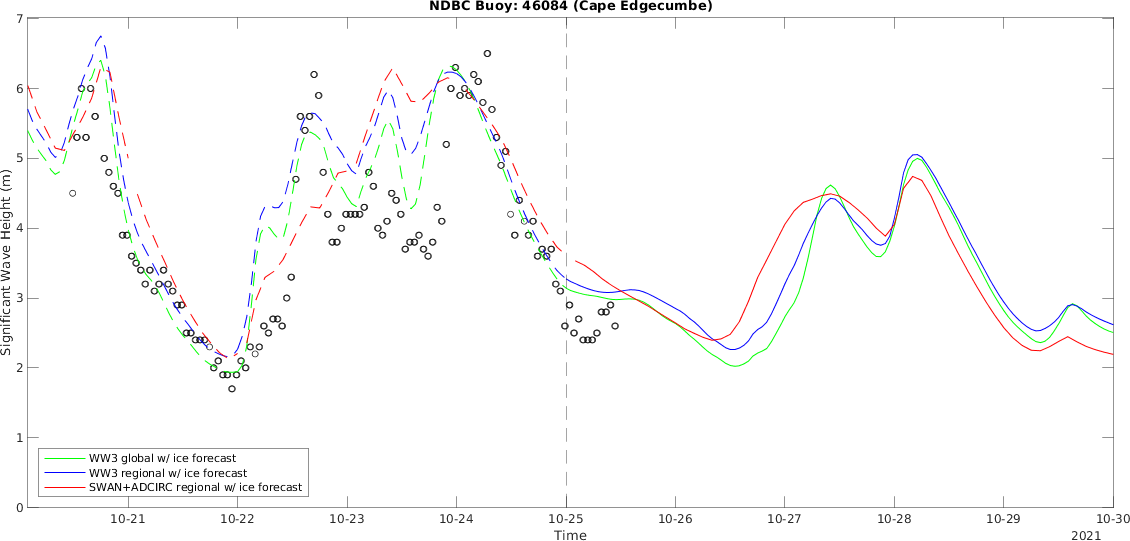 NDBC Buoy: 46084 (Cape Edgecumbe)
7
6
5
4
3
2
1
0
Significant Wave Height (m)
WW3 global w/ ice forecast
WW3 regional w/ ice forecast
SWAN+ADCIRC regional w/ ice forecast
10-21 10-22 10-23 10-24 10-25 10-26 10-27 10-28 10-29 10-30
Time
2021